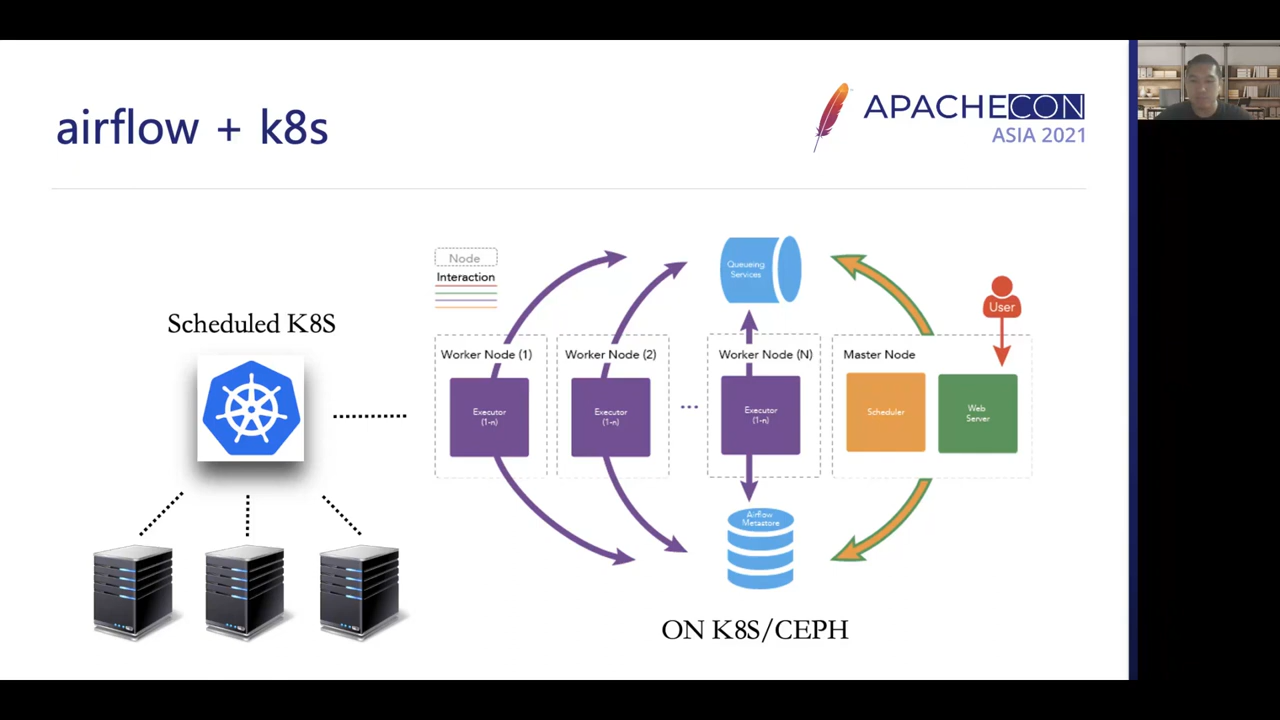 airflow + k8s
APACHECON
ASIA 2021
Scheduled K8S
Node
Interaction
Queueing
Services
User
Worker Node (1)
Worker Node (2)
Worker Node (N)
Master Node
Executor
(1-n)
Executor
(1-n)
...
Executor
(1-n)
Scheduler
Web
Server
Airflow
Metastore
ON K8S/CEPH